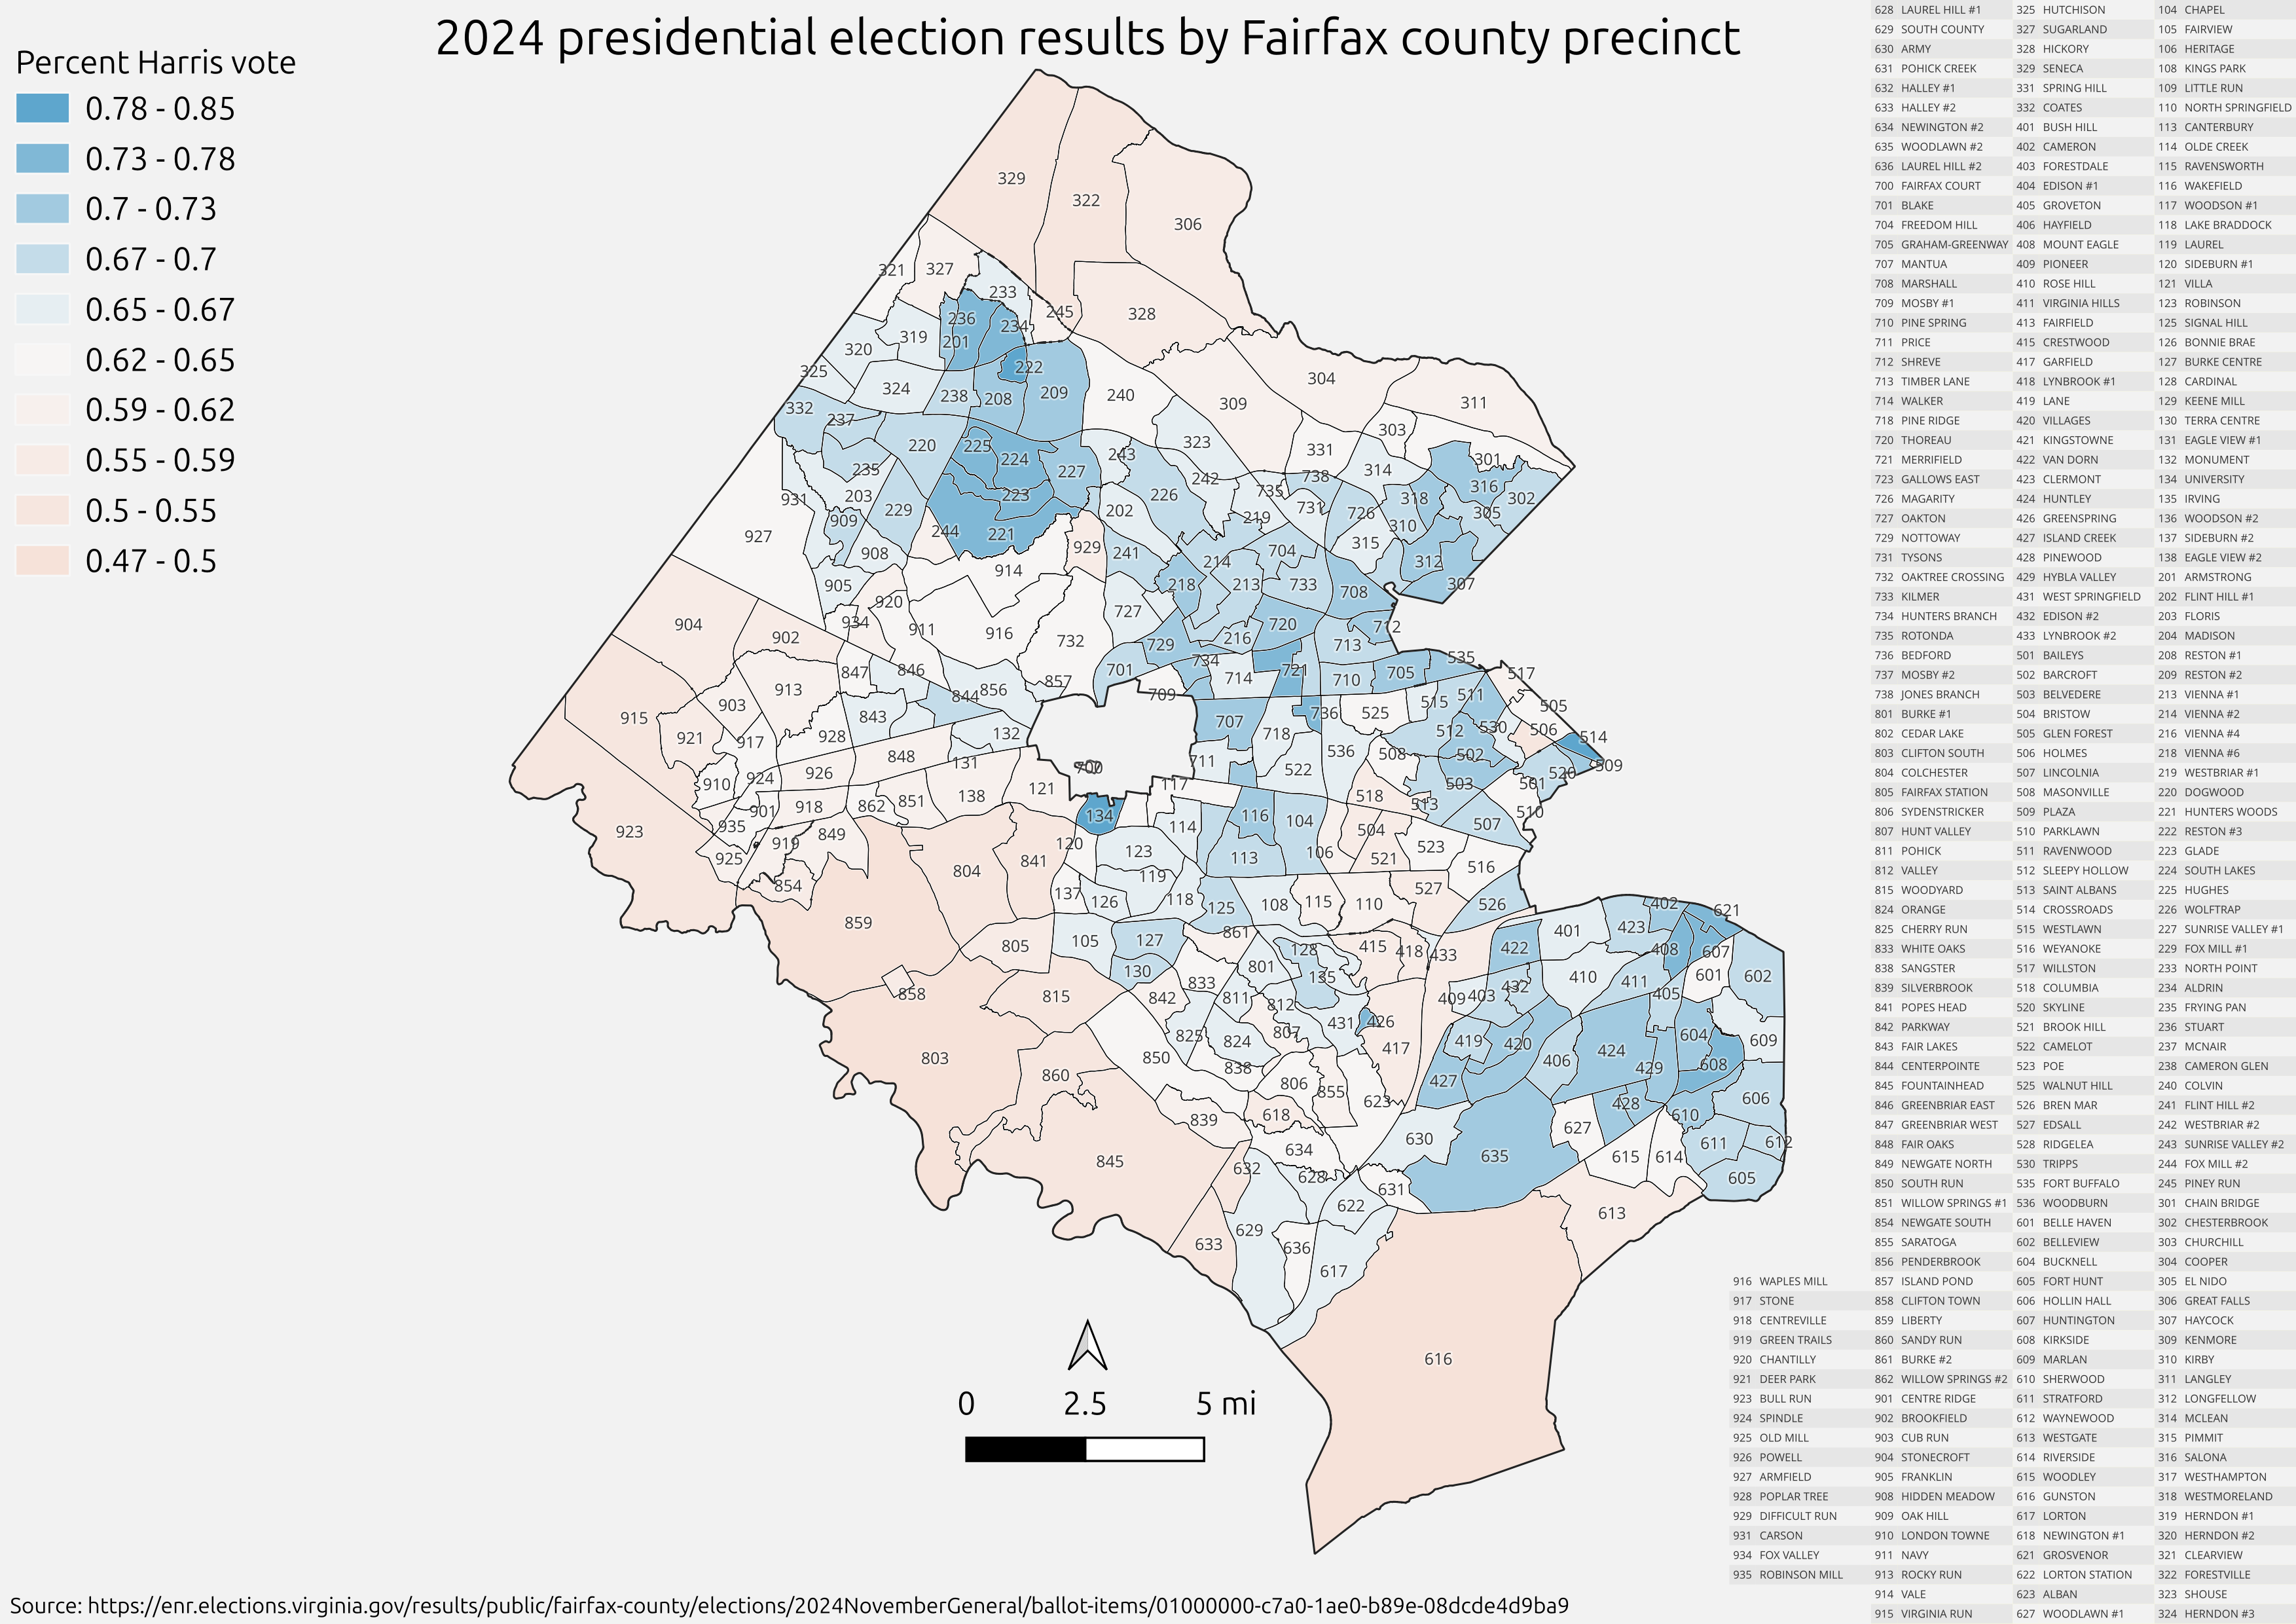 2024 presidential election results by Fairfax county precinct
Percent Harris vote
0.78 - 0.85
0.73 - 0.78
0.7 - 0.73
0.67 - 0.7
0.65 - 0.67
0.62 - 0.65
0.59 - 0.62
0.55 - 0.59
0.5 - 0.55
0.47 - 0.5
329
322
306
321 327
233
245 328
236 234
319 201
320
222
325 324 238 208 209 240 304
309 311
332 237
220 225 224 243 323 303
331 301
235 227 242 314
738
931 203 223 226 735 318 316 302
909 229 202 219 731 726 305
927 244 221 310
908 929 241 704 315
914 214 312
905 218 213 733 708 307
920 727
904 934 911 916 720 712
902 732 729 216 713
847 846 701 734 721 535
913 857 714 710 705 517
915 903 844 856 709 511
843 707 736 525 515 505
921 917 928 132 718 512 530 506 514
848 131 711 536 508 502 509
910 924 926 700 522 503 501 520
901 918 862 851 138 121 117 518 513 510
923 935 849 134 116 104 504 507
925 919 120 114 106 523
854 804 841 123 113 521 516
859 137 126 119 118 125 108 115 110 527 526
805 105 127 861 415 418 433 422 401 423 402 621
858 815 130 801 128 135 408 607
842 833 811 812 409 403 432 410 411 405 601 602
803 825 824 807 431 426 417 419 420 424 604 609
860 850 838 806 855 623 427 406 429 608 606
839 618 630 428 610
845 634 635 627 615 614 611 612
632 628 631 605
629 622 613
633 636
617
616
0 2.5 5 mi
628 LAUREL HILL #1
629 SOUTH COUNTY
630 ARMY
631 POHICK CREEK
632 HALLEY #1
633 HALLEY #2
634 NEWINGTON #2
635 WOODLAWN #2
636 LAUREL HILL #2
700 FAIRFAX COURT
701 BLAKE
704 FREEDOM HILL
705 GRAHAM-GREENWAY
707 MANTUA
708 MARSHALL
709 MOSBY #1
710 PINE SPRING
711 PRICE
712 SHREVE
713 TIMBER LANE
714 WALKER
718 PINE RIDGE
720 THOREAU
721 MERRIFIELD
723 GALLOWS EAST
726 MAGARITY
727 OAKTON
729 NOTTOWAY
731 TYSONS
732 OAKTREE CROSSING
733 KILMER
734 HUNTERS BRANCH
735 ROTONDA
736 BEDFORD
737 MOSBY #2
738 JONES BRANCH
801 BURKE #1
802 CEDAR LAKE
803 CLIFTON SOUTH
804 COLCHESTER
805 FAIRFAX STATION
806 SYDENSTRICKER
807 HUNT VALLEY
811 POHICK
812 VALLEY
815 WOODYARD
824 ORANGE
825 CHERRY RUN
833 WHITE OAKS
838 SANGSTER
839 SILVERBROOK
841 POPES HEAD
842 PARKWAY
843 FAIR LAKES
844 CENTERPOINTE
845 FOUNTAINHEAD
846 GREENBRIAR EAST
847 GREENBRIAR WEST
848 FAIR OAKS
849 NEWGATE NORTH
850 SOUTH RUN
851 WILLOW SPRINGS #1
854 NEWGATE SOUTH
855 SARATOGA
856 PENDERBROOK
857 ISLAND POND
858 CLIFTON TOWN
859 LIBERTY
860 SANDY RUN
861 BURKE #2
862 WILLOW SPRINGS #2
901 CENTRE RIDGE
902 BROOKFIELD
903 CUB RUN
904 STONECROFT
905 FRANKLIN
908 HIDDEN MEADOW
909 OAK HILL
910 LONDON TOWNE
911 NAVY
913 ROCKY RUN
914 VALE
915 VIRGINIA RUN
916 WAPLES MILL
917 STONE
918 CENTREVILLE
919 GREEN TRAILS
920 CHANTILLY
921 DEER PARK
923 BULL RUN
924 SPINDLE
925 OLD MILL
926 POWELL
927 ARMFIELD
928 POPLAR TREE
929 DIFFICULT RUN
931 CARSON
934 FOX VALLEY
935 ROBINSON MILL
325 HUTCHISON
327 SUGARLAND
328 HICKORY
329 SENECA
331 SPRING HILL
332 COATES
401 BUSH HILL
402 CAMERON
403 FORESTDALE
404 EDISON #1
405 GROVETON
406 HAYFIELD
408 MOUNT EAGLE
409 PIONEER
410 ROSE HILL
411 VIRGINIA HILLS
413 FAIRFIELD
415 CRESTWOOD
417 GARFIELD
418 LYNBROOK #1
419 LANE
420 VILLAGES
421 KINGSTOWNE
422 VAN DORN
423 CLERMONT
424 HUNTLEY
426 GREENSPRING
427 ISLAND CREEK
428 PINEWOOD
429 HYBLA VALLEY
431 WEST SPRINGFIELD
432 EDISON #2
433 LYNBROOK #2
501 BAILEYS
502 BARCROFT
503 BELVEDERE
504 BRISTOW
505 GLEN FOREST
506 HOLMES
507 LINCOLNIA
508 MASONVILLE
509 PLAZA
510 PARKLAWN
511 RAVENWOOD
512 SLEEPY HOLLOW
513 SAINT ALBANS
514 CROSSROADS
515 WESTLAWN
516 WEYANOKE
517 WILLSTON
518 COLUMBIA
520 SKYLINE
521 BROOK HILL
522 CAMELOT
523 POE
525 WALNUT HILL
526 BREN MAR
527 EDSALL
528 RIDGELEA
530 TRIPPS
535 FORT BUFFALO
536 WOODBURN
601 BELLE HAVEN
602 BELLEVIEW
604 BUCKNELL
605 FORT HUNT
606 HOLLIN HALL
607 HUNTINGTON
608 KIRKSIDE
609 MARLAN
610 SHERWOOD
611 STRATFORD
612 WAYNEWOOD
613 WESTGATE
614 RIVERSIDE
615 WOODLEY
616 GUNSTON
617 LORTON
618 NEWINGTON #1
621 GROSVENOR
622 LORTON STATION
623 ALBAN
627 WOODLAWN #1
104 CHAPEL
105 FAIRVIEW
106 HERITAGE
108 KINGS PARK
109 LITTLE RUN
110 NORTH SPRINGFIELD
113 CANTERBURY
114 OLDE CREEK
115 RAVENSWORTH
116 WAKEFIELD
117 WOODSON #1
118 LAKE BRADDOCK
119 LAUREL
120 SIDEBURN #1
121 VILLA
123 ROBINSON
125 SIGNAL HILL
126 BONNIE BRAE
127 BURKE CENTRE
128 CARDINAL
129 KEENE MILL
130 TERRA CENTRE
131 EAGLE VIEW #1
132 MONUMENT
134 UNIVERSITY
135 IRVING
136 WOODSON #2
137 SIDEBURN #2
138 EAGLE VIEW #2
201 ARMSTRONG
202 FLINT HILL #1
203 FLORIS
204 MADISON
208 RESTON #1
209 RESTON #2
213 VIENNA #1
214 VIENNA #2
216 VIENNA #4
218 VIENNA #6
219 WESTBRIAR #1
220 DOGWOOD
221 HUNTERS WOODS
222 RESTON #3
223 GLADE
224 SOUTH LAKES
225 HUGHES
226 WOLFTRAP
227 SUNRISE VALLEY #1
229 FOX MILL #1
233 NORTH POINT
234 ALDRIN
235 FRYING PAN
236 STUART
237 MCNAIR
238 CAMERON GLEN
240 COLVIN
241 FLINT HILL #2
242 WESTBRIAR #2
243 SUNRISE VALLEY #2
244 FOX MILL #2
245 PINEY RUN
301 CHAIN BRIDGE
302 CHESTERBROOK
303 CHURCHILL
304 COOPER
305 EL NIDO
306 GREAT FALLS
307 HAYCOCK
309 KENMORE
310 KIRBY
311 LANGLEY
312 LONGFELLOW
314 MCLEAN
315 PIMMIT
316 SALONA
317 WESTHAMPTON
318 WESTMORELAND
319 HERNDON #1
320 HERNDON #2
321 CLEARVIEW
322 FORESTVILLE
323 SHOUSE
324 HERNDON #3
Source: https://enr.elections.virginia.gov/results/public/fairfax-county/elections/2024NovemberGeneral/ballot-items/01000000-c7a0-1ae0-b89e-08dcde4d9ba9